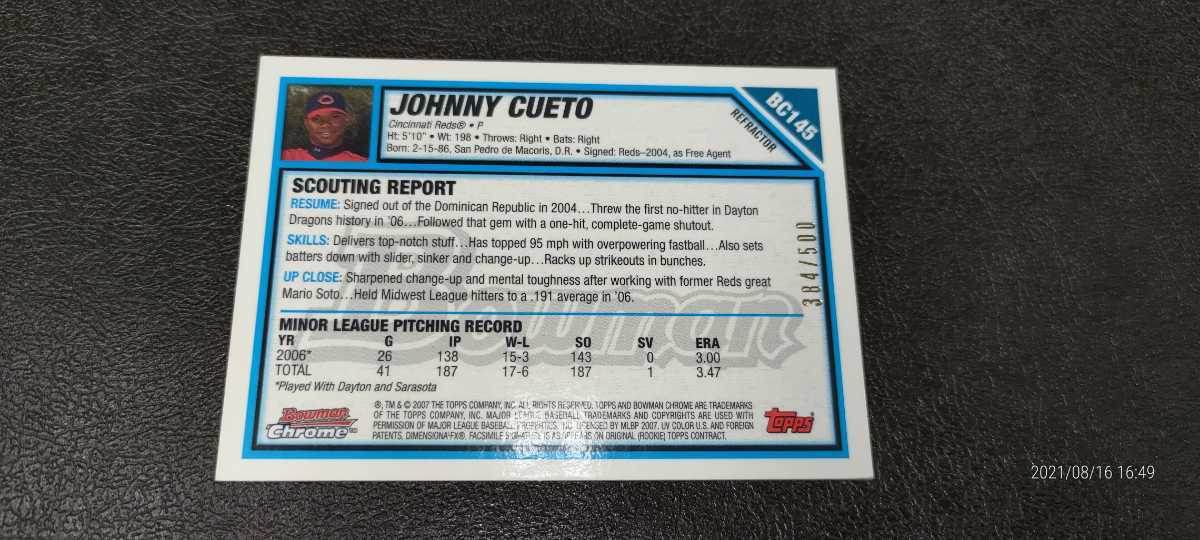 JOHNNY CUETO
Cincinnati Reds® • P
Ht: 5'10" • Wt: 198 • Throws: Right • Bats: Right
Born: 2-15-86, San Pedro de Macoris, D.R. • Signed: Reds–2004, as Free Agent
BC145
REFRACTOR
SCOUTING REPORT
RESUME: Signed out of the Dominican Republic in 2004...Threw the first no-hitter in Dayton
Dragons history in '06...Followed that gem with a one-hit, complete-game shutout.
SKILLS: Delivers top-notch stuff...Has topped 95 mph with overpowering fastball...Also sets
batters down with slider, sinker and change-up...Racks up strikeouts in bunches.
UP CLOSE: Sharpened change-up and mental toughness after working with former Reds great
Mario Soto...Held Midwest League hitters to a .191 average in '06.
384/500
Bowman
MINOR LEAGUE PITCHING RECORD
YR G IP W-L SO SV ERA
2006* 26 138 15-3 143 0 3.00
TOTAL 41 187 17-6 187 1 3.47
*Played With Dayton and Sarasota
Bowman
Chrome™
®, TM & © 2007 THE TOPPS COMPANY, INC. ALL RIGHTS RESERVED. TOPPS AND BOWMAN CHROME ARE TRADEMARKS
OF THE TOPPS COMPANY, INC. MAJOR LEAGUE BASEBALL TRADEMARKS AND COPYRIGHTS ARE USED WITH
PERMISSION OF MAJOR LEAGUE BASEBALL PROPERTIES, INC. LICENSED BY MLBP 2007. UV COLOR U.S. AND FOREIGN
PATENTS, DIMENSIONAFX®, FACSIMILE SIGNATURE IS AS APPEARS ON ORIGINAL (ROOKIE) TOPPS CONTRACT.
Topps
2021/08/16 16:49